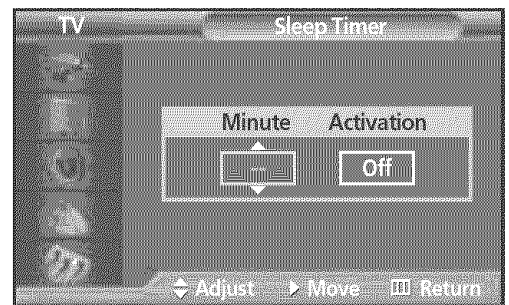 TV Sleep Timer
Minute Activation
-- Off
Adjust Move Return